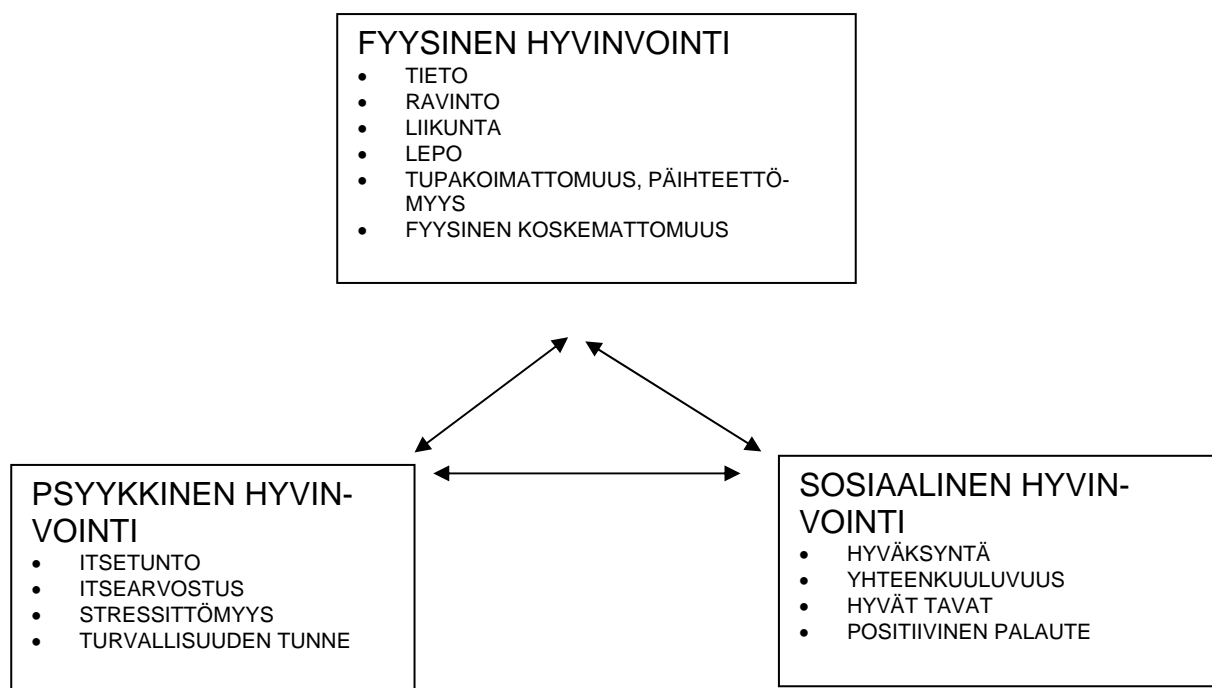 FYYSINEN HYVINVOINTI
• TIETO
• RAVINTO
• LIIKUNTA
• LEPO
• TUPAKOIMATTOMUUS, PÄIHTEETTÖ-
MYYS
• FYYSINEN KOSKEMATTOMUUS
PSYYKKINEN HYVIN-
VOINTI
• ITSETUNTO
• ITSEARVOSTUS
• STRESSITTÖMYYS
• TURVALLISUUDEN TUNNE
SOSIAALINEN HYVIN-
VOINTI
• HYVÄKSYNTÄ
• YHTEENKUULUVUUS
• HYVÄT TAVAT
• POSITIIVINEN PALAUTE